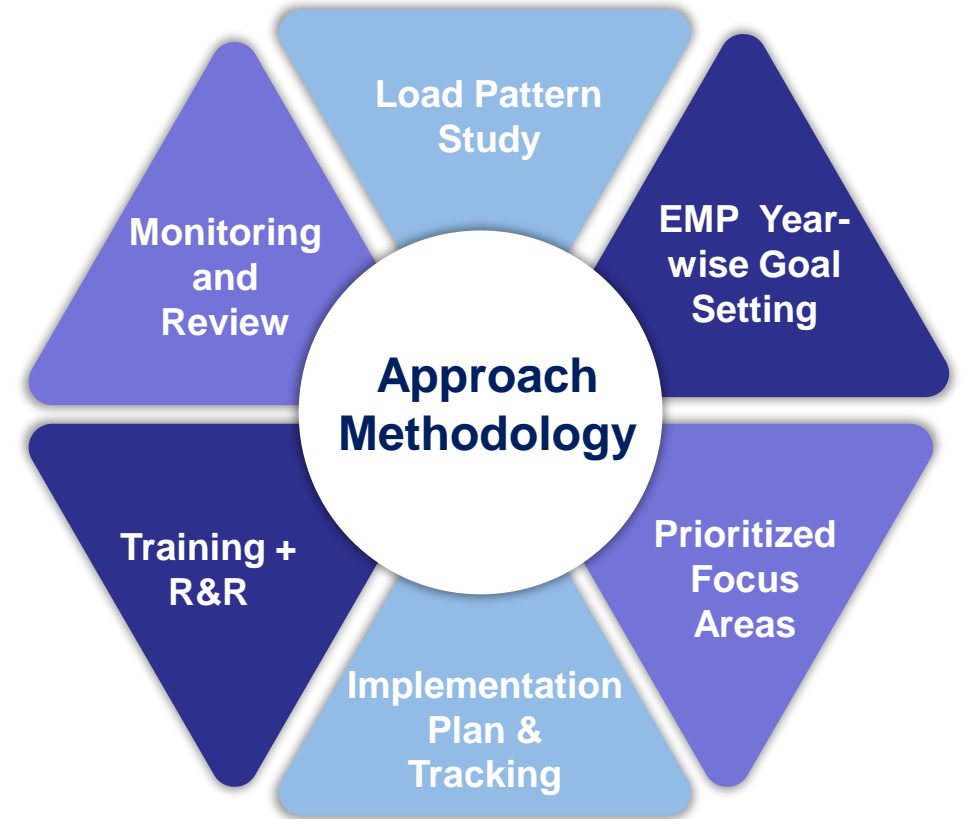 Load Pattern
Study
EMP  Year-
wise Goal
Setting
Prioritized
Focus
Areas
Implementation
Plan &
Tracking
Training +
R&R
Monitoring
and
Review
Approach
Methodology